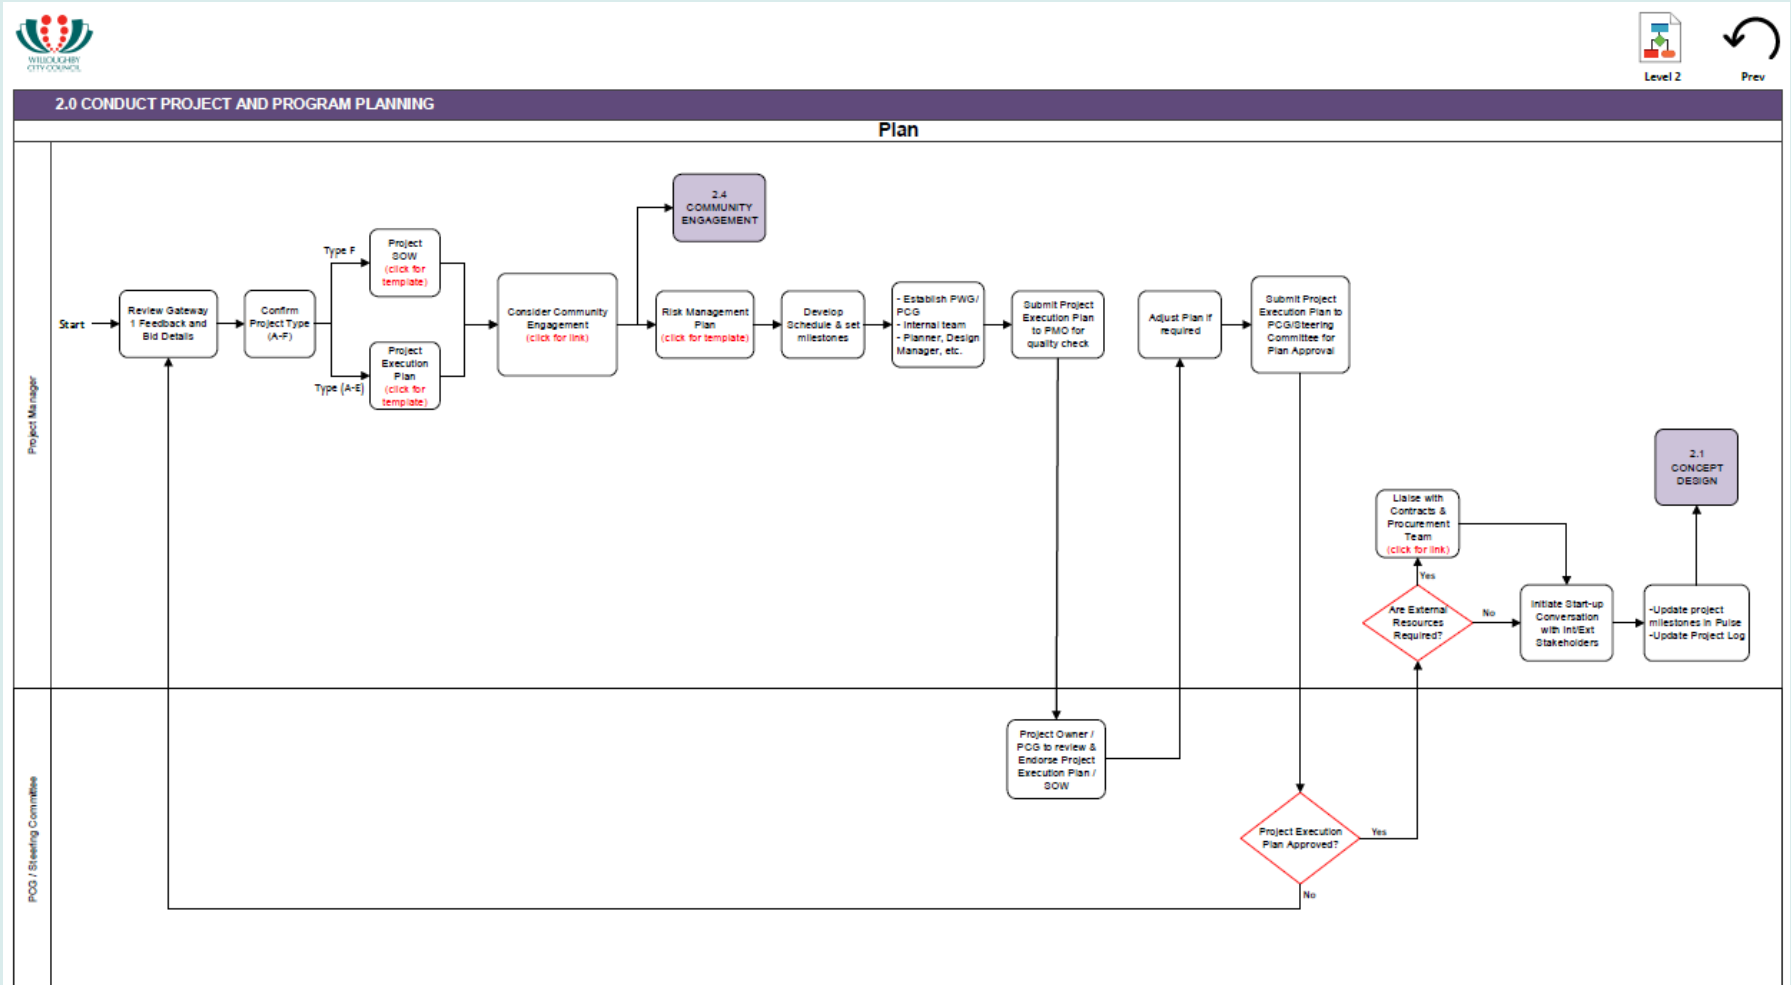 WILLOUGHBY
CITY COUNCIL
Level 2
Prev
2.0 CONDUCT PROJECT AND PROGRAM PLANNING
Plan
Project Manager
Start
Review Gateway
1 Feedback and
Bid Details
Confirm
Project Type
(A-F)
Type F
Project
SOW
(click for
template)
Type (A-E)
Project
Execution
Plan
(click for
template)
Consider Community
Engagement
(click for link)
2.4
COMMUNITY
ENGAGEMENT
Risk Management
Plan
(click for template)
Develop
Schedule & set
milestones
- Establish PWG/
PCG
- Internal team
- Planner, Design
Manager, etc.
Submit Project
Execution Plan
to PMO for
quality check
Adjust Plan if
required
Submit Project
Execution Plan to
PCG/Steering
Committee for
Plan Approval
2.1
CONCEPT
DESIGN
Liaise with
Contracts &
Procurement
Team
(click for link)
Yes
Are External
Resources
Required?
No
Initiate Start-up
Conversation
with Int/Ext
Stakeholders
-Update project
milestones in Pulse
-Update Project Log
PCG / Steering Committee
Project Owner /
PCG to review &
Endorse Project
Execution Plan /
SOW
Project Execution
Plan Approved?
Yes
No